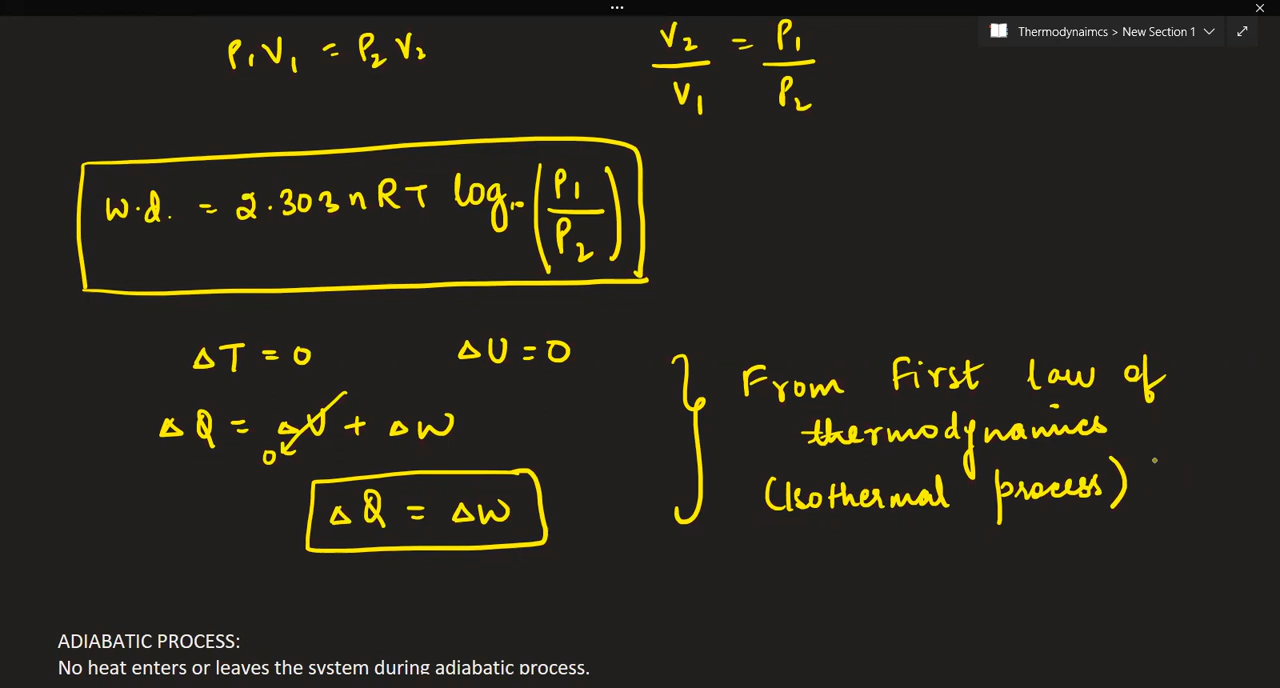 Thermodynaimcs > New Section 1
P₁V₁ = P₂V₂
V₂/V₁ = P₁/P₂
W.d. = 2.303 nRT log₁₀ (P₁/P₂)
ΔT = 0 ΔU = 0
ΔQ = ΔU + ΔW
0
ΔQ = ΔW
From First law of
thermodynamics
(Isothermal process)
ADIABATIC PROCESS:
No heat enters or leaves the system during adiabatic process.